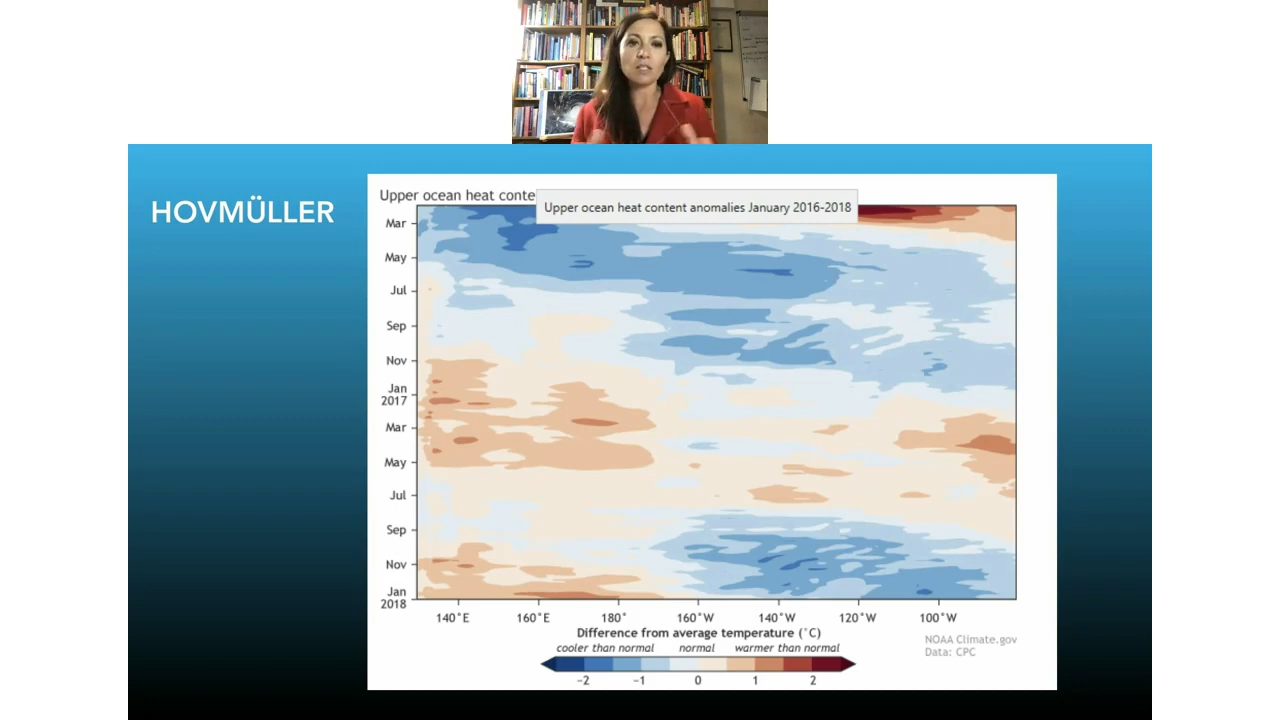 HOVMÜLLER
Upper ocean heat conte
Upper ocean heat content anomalies January 2016-2018
Mar
May
Jul
Sep
Nov
Jan
2017
Mar
May
Jul
Sep
Nov
Jan
2018
140°E 160°E 180° 160°W 140°W 120°W 100°W
Difference from average temperature (°C)
cooler than normal normal warmer than normal
−2 −1 0 1 2
NOAA Climate.gov
Data: CPC